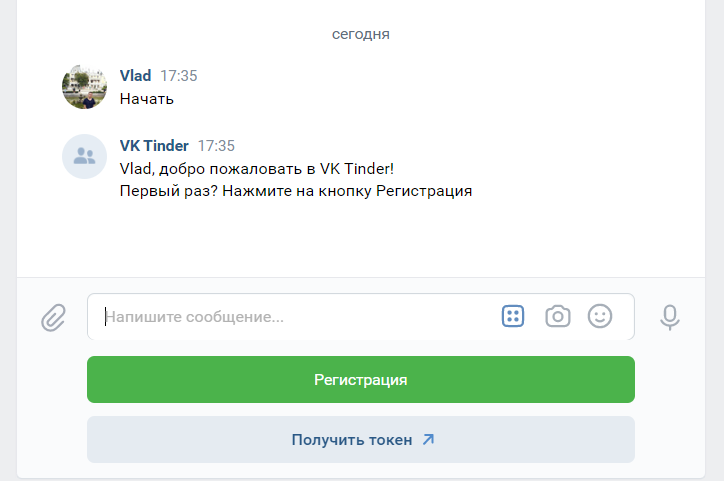 сегодня
Vlad 17:35
Начать
VK Tinder 17:35
Vlad, добро пожаловать в VK Tinder!
Первый раз? Нажмите на кнопку Регистрация
Напишите сообщение...
Регистрация
Получить токен